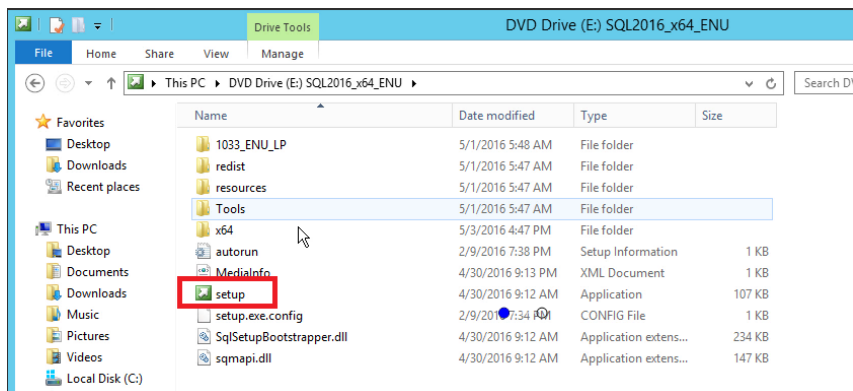 Drive Tools
DVD Drive (E:) SQL2016_x64_ENU
File Home Share View Manage
This PC DVD Drive (E:) SQL2016_x64_ENU
Search
Name Date modified Type Size
Favorites
Desktop
Downloads
Recent places
This PC
Desktop
Documents
Downloads
Music
Pictures
Videos
Local Disk (C:)
1033_ENU_LP 5/1/2016 5:48 AM File folder
redist 5/1/2016 5:47 AM File folder
resources 5/1/2016 5:47 AM File folder
Tools 5/1/2016 5:47 AM File folder
x64 5/3/2016 4:47 PM File folder
autorun 2/9/2016 7:38 PM Setup Information 1 KB
MediaInfo 4/30/2016 9:13 PM XML Document 1 KB
setup 4/30/2016 9:12 AM Application 107 KB
setup.exe.config 7:34 CONFIG File 1 KB
SqlSetupBootstrapper.dll 4/30/2016 9:12 AM Application extens... 234 KB
sqmapi.dll 4/30/2016 9:12 AM Application extens... 147 KB